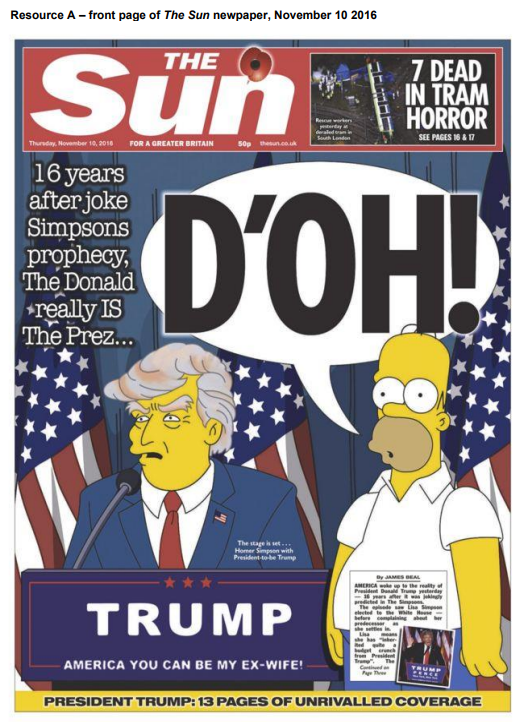 Resource A – front page of The Sun newpaper, November 10 2016
THE
Sun
Thursday, November 10, 2016
FOR A GREATER BRITAIN
50p
thesun.co.uk
Rescue workers
yesterday at
derailed tram in
South London
7 DEAD
IN TRAM
HORROR
SEE PAGES 16 & 17
16 years
after joke
Simpsons
prophecy,
The Donald
really IS
The Prez...
D'OH!
The stage is set . . .
Homer Simpson with
President-to-be Trump
TRUMP
AMERICA YOU CAN BE MY EX-WIFE!
By JAMES BEAL
AMERICA woke up to the reality of
President Donald Trump yesterday
— 16 years after it was jokingly
predicted in The Simpsons.
The episode saw Lisa Simpson
elected to the White House —
before complaining about her
predecessor as
she settles in.
Lisa moans
she has "inher-
ited quite a
budget crunch
from President
Trump". The
Continued on
Page Three
TRUMP
PENCE
PRESIDENT TRUMP: 13 PAGES OF UNRIVALLED COVERAGE